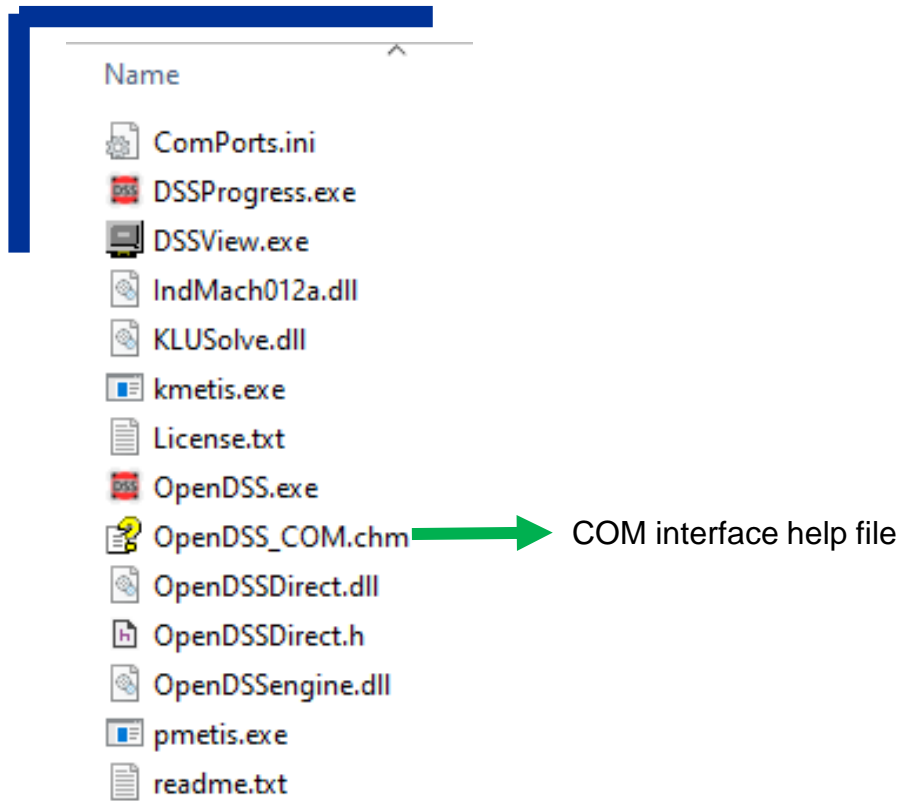 Name
ComPorts.ini
DSSProgress.exe
DSSView.exe
IndMach012a.dll
KLUSolve.dll
kmetis.exe
License.txt
OpenDSS.exe
OpenDSS_COM.chm COM interface help file
OpenDSSDirect.dll
OpenDSSDirect.h
OpenDSSengine.dll
pmetis.exe
readme.txt